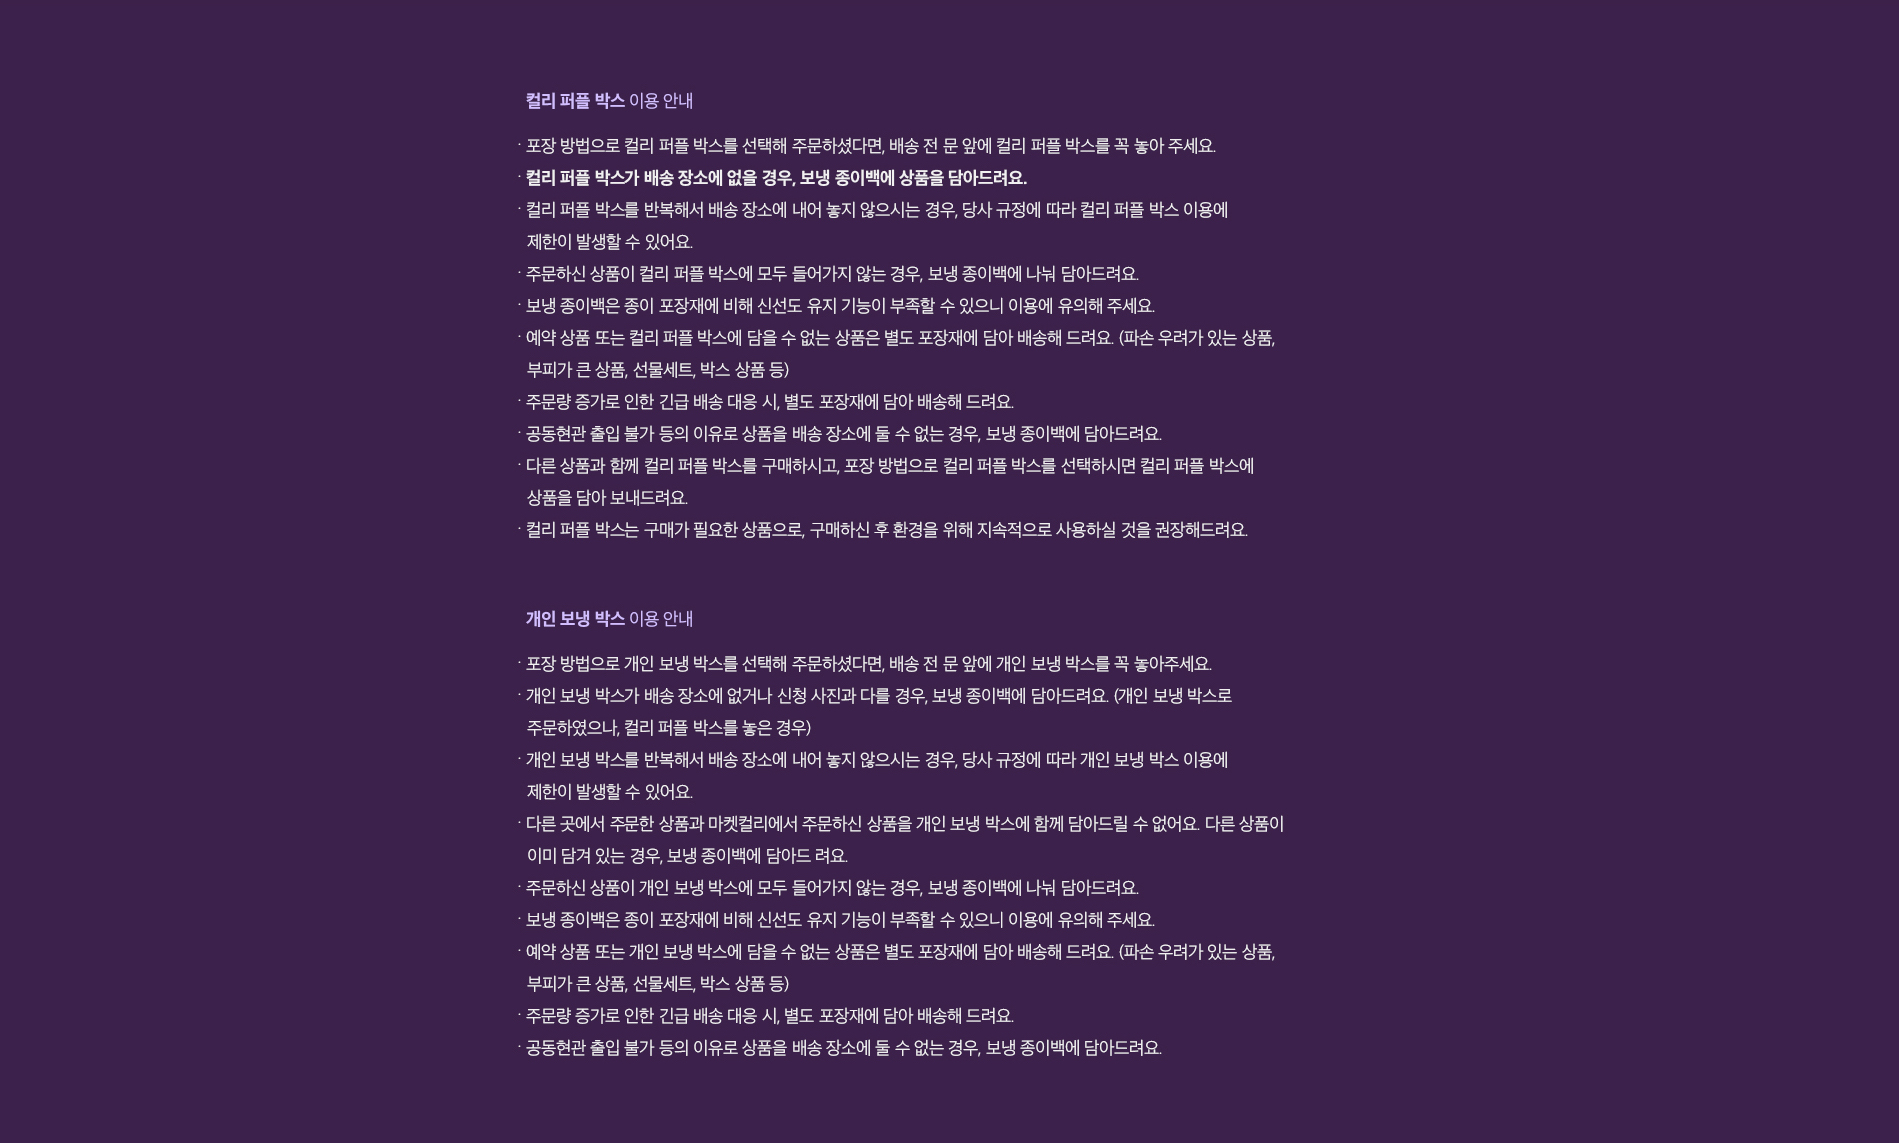 컬리 퍼플 박스 이용 안내
· 포장 방법으로 컬리 퍼플 박스를 선택해 주문하셨다면, 배송 전 문 앞에 컬리 퍼플 박스를 꼭 놓아 주세요.
· 컬리 퍼플 박스가 배송 장소에 없을 경우, 보냉 종이백에 상품을 담아드려요.
· 컬리 퍼플 박스를 반복해서 배송 장소에 내어 놓지 않으시는 경우, 당사 규정에 따라 컬리 퍼플 박스 이용에
제한이 발생할 수 있어요.
· 주문하신 상품이 컬리 퍼플 박스에 모두 들어가지 않는 경우, 보냉 종이백에 나눠 담아드려요.
· 보냉 종이백은 종이 포장재에 비해 신선도 유지 기능이 부족할 수 있으니 이용에 유의해 주세요.
· 예약 상품 또는 컬리 퍼플 박스에 담을 수 없는 상품은 별도 포장재에 담아 배송해 드려요. (파손 우려가 있는 상품,
부피가 큰 상품, 선물세트, 박스 상품 등)
· 주문량 증가로 인한 긴급 배송 대응 시, 별도 포장재에 담아 배송해 드려요.
· 공동현관 출입 불가 등의 이유로 상품을 배송 장소에 둘 수 없는 경우, 보냉 종이백에 담아드려요.
· 다른 상품과 함께 컬리 퍼플 박스를 구매하시고, 포장 방법으로 컬리 퍼플 박스를 선택하시면 컬리 퍼플 박스에
상품을 담아 보내드려요.
· 컬리 퍼플 박스는 구매가 필요한 상품으로, 구매하신 후 환경을 위해 지속적으로 사용하실 것을 권장해드려요.
개인 보냉 박스 이용 안내
· 포장 방법으로 개인 보냉 박스를 선택해 주문하셨다면, 배송 전 문 앞에 개인 보냉 박스를 꼭 놓아주세요.
· 개인 보냉 박스가 배송 장소에 없거나 신청 사진과 다를 경우, 보냉 종이백에 담아드려요. (개인 보냉 박스로
주문하였으나, 컬리 퍼플 박스를 놓은 경우)
· 개인 보냉 박스를 반복해서 배송 장소에 내어 놓지 않으시는 경우, 당사 규정에 따라 개인 보냉 박스 이용에
제한이 발생할 수 있어요.
· 다른 곳에서 주문한 상품과 마켓컬리에서 주문하신 상품을 개인 보냉 박스에 함께 담아드릴 수 없어요. 다른 상품이
이미 담겨 있는 경우, 보냉 종이백에 담아드 려요.
· 주문하신 상품이 개인 보냉 박스에 모두 들어가지 않는 경우, 보냉 종이백에 나눠 담아드려요.
· 보냉 종이백은 종이 포장재에 비해 신선도 유지 기능이 부족할 수 있으니 이용에 유의해 주세요.
· 예약 상품 또는 개인 보냉 박스에 담을 수 없는 상품은 별도 포장재에 담아 배송해 드려요. (파손 우려가 있는 상품,
부피가 큰 상품, 선물세트, 박스 상품 등)
· 주문량 증가로 인한 긴급 배송 대응 시, 별도 포장재에 담아 배송해 드려요.
· 공동현관 출입 불가 등의 이유로 상품을 배송 장소에 둘 수 없는 경우, 보냉 종이백에 담아드려요.